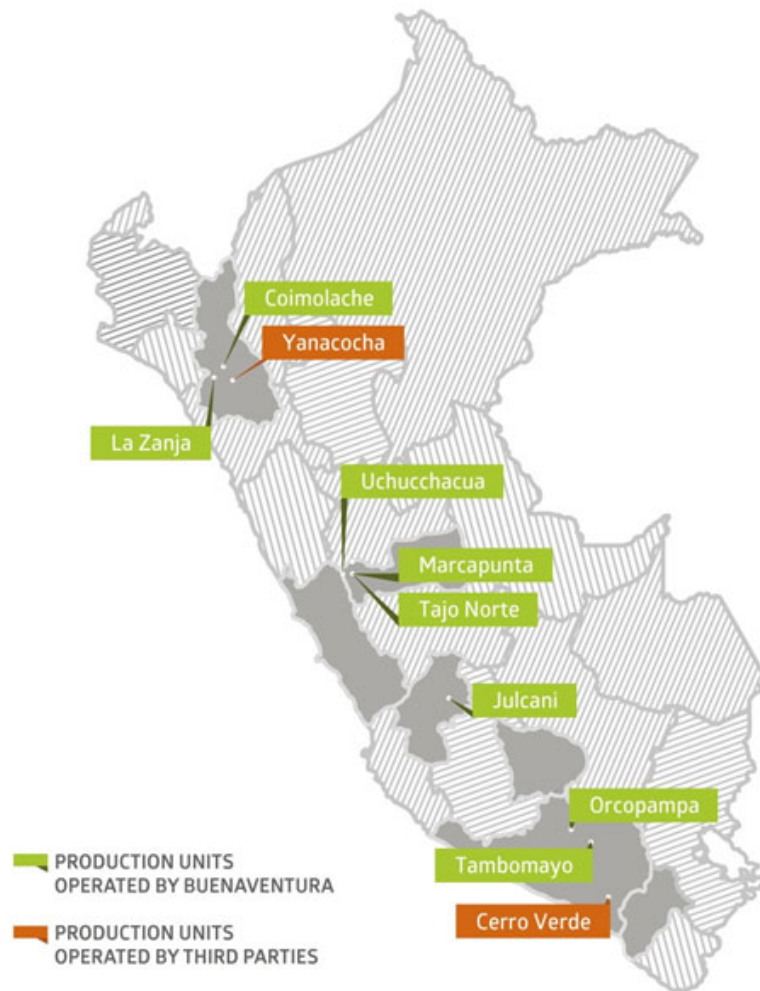 Coimolache
Yanacocha
La Zanja
Uchucchacua
Marcapunta
Tajo Norte
Julcani
Orcopampa
Tambomayo
Cerro Verde
PRODUCTION UNITS
OPERATED BY BUENAVENTURA
PRODUCTION UNITS
OPERATED BY THIRD PARTIES